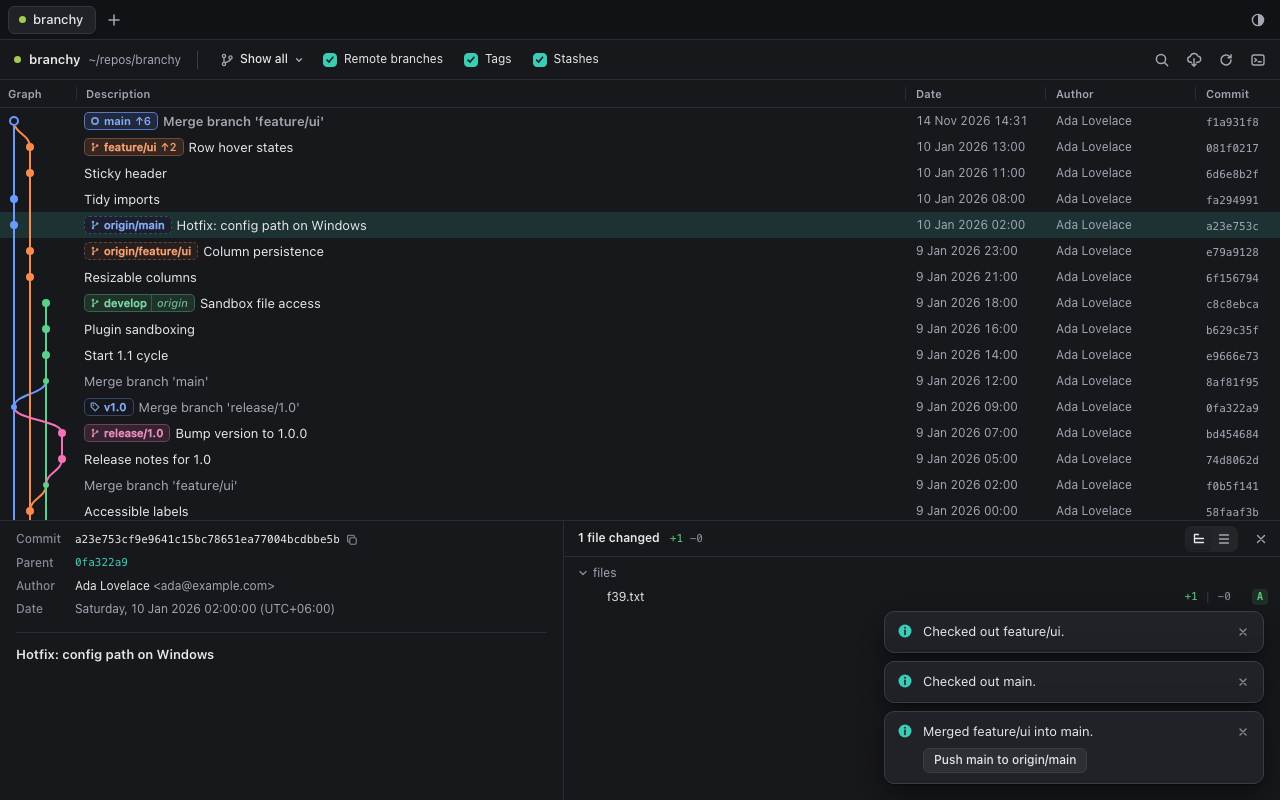 branchy
branchy ~/repos/branchy Show all Remote branches Tags Stashes
Graph Description Date Author Commit
main ↑6 Merge branch 'feature/ui' 14 Nov 2026 14:31 Ada Lovelace f1a931f8
feature/ui ↑2 Row hover states 10 Jan 2026 13:00 Ada Lovelace 081f0217
Sticky header 10 Jan 2026 11:00 Ada Lovelace 6d6e8b2f
Tidy imports 10 Jan 2026 08:00 Ada Lovelace fa294991
origin/main Hotfix: config path on Windows 10 Jan 2026 02:00 Ada Lovelace a23e753c
origin/feature/ui Column persistence 9 Jan 2026 23:00 Ada Lovelace e79a9128
Resizable columns 9 Jan 2026 21:00 Ada Lovelace 6f156794
develop origin Sandbox file access 9 Jan 2026 18:00 Ada Lovelace c8c8ebca
Plugin sandboxing 9 Jan 2026 16:00 Ada Lovelace b629c35f
Start 1.1 cycle 9 Jan 2026 14:00 Ada Lovelace e9666e73
Merge branch 'main' 9 Jan 2026 12:00 Ada Lovelace 8af81f95
v1.0 Merge branch 'release/1.0' 9 Jan 2026 09:00 Ada Lovelace 0fa322a9
release/1.0 Bump version to 1.0.0 9 Jan 2026 07:00 Ada Lovelace bd454684
Release notes for 1.0 9 Jan 2026 05:00 Ada Lovelace 74d8062d
Merge branch 'feature/ui' 9 Jan 2026 02:00 Ada Lovelace f0b5f141
Accessible labels 9 Jan 2026 00:00 Ada Lovelace 58faaf3b
Commit a23e753cf9e9641c15bc78651ea77004bcdbbe5b
Parent 0fa322a9
Author Ada Lovelace <ada@example.com>
Date Saturday, 10 Jan 2026 02:00:00 (UTC+06:00)
Hotfix: config path on Windows
1 file changed +1 −0
files
f39.txt +1 | −0 A
Checked out feature/ui.
Checked out main.
Merged feature/ui into main.
Push main to origin/main